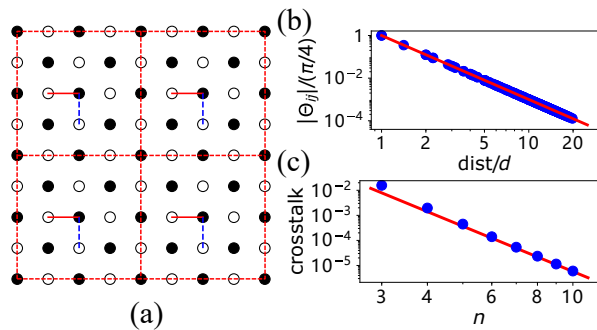 (a)
(b)
|Θij|/(π/4)
1
10⁻²
10⁻⁴
1 2 5 10 20
dist/d
(c)
crosstalk
10⁻²
10⁻³
10⁻⁴
10⁻⁵
3 4 6 8 10
n